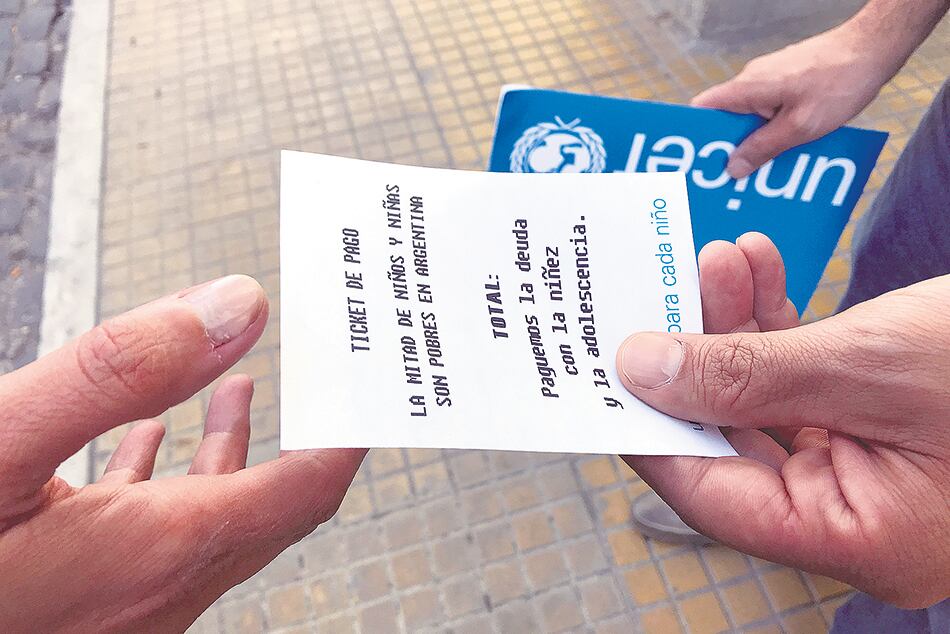 TICKET DE PAGO
LA MITAD DE NIÑOS Y NIÑAS
SON POBRES EN ARGENTINA
TOTAL:
Paguemos la deuda
con la niñez
y la adolescencia.
para cada niño
unicef